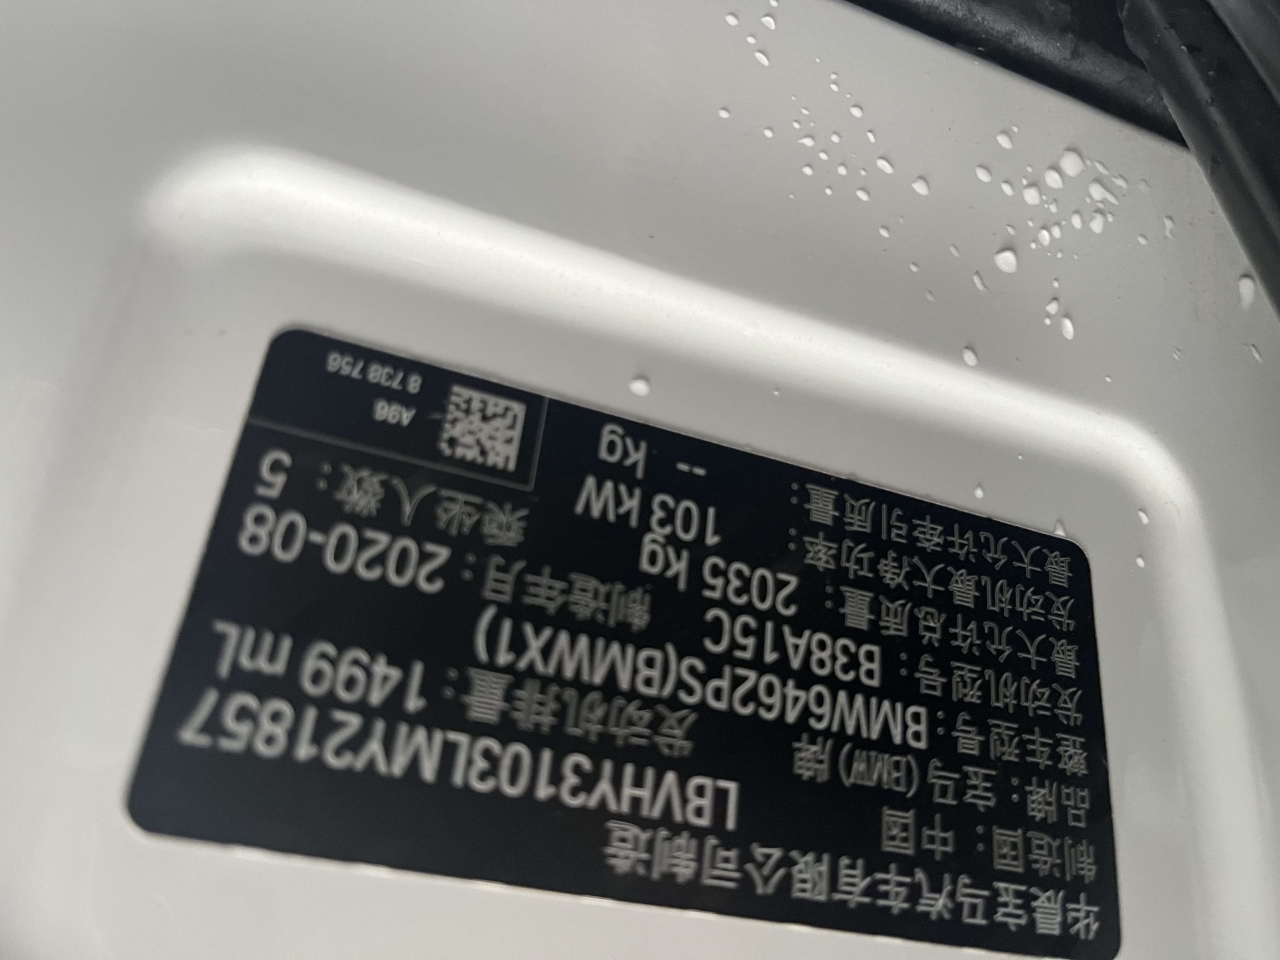 华晨宝马汽车有限公司制造
制造国：中国 LBVHY3103LMY21857
品牌：宝马(BMW)牌 发动机排量：1499 mL
整车型号：BMW6462PS(BMWX1)
发动机型号：B38A15C 制造年月：2020-08
最大允许总质量：2035 kg 乘坐人数：5
发动机最大净功率：103 kW
最大允许牵引质量：-- kg
A96
8 738 756